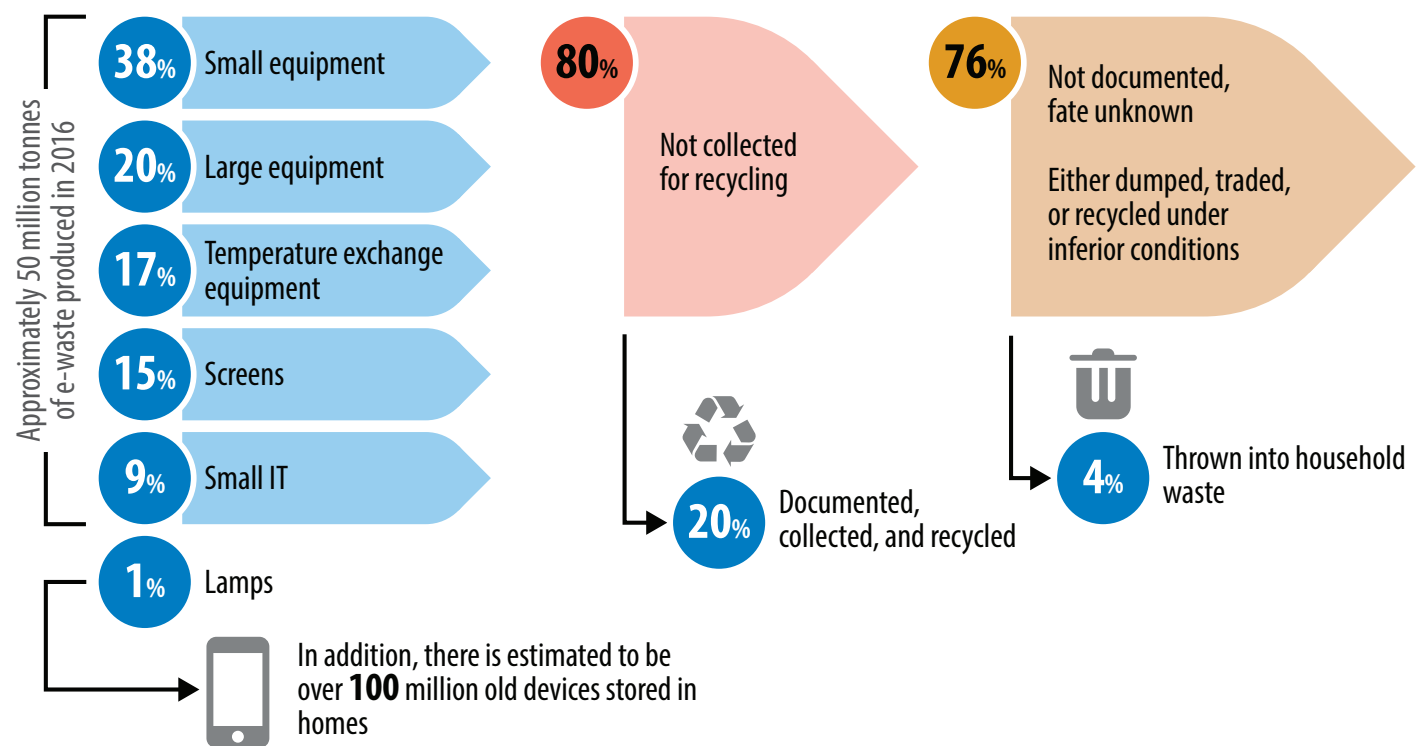 Approximately 50 million tonnes
of e-waste produced in 2016
38%
Small equipment
20%
Large equipment
17%
Temperature exchange
equipment
15%
Screens
9%
Small IT
1%
Lamps
In addition, there is estimated to be
over 100 million old devices stored in
homes
80%
Not collected
for recycling
20%
Documented,
collected, and recycled
76%
Not documented,
fate unknown
Either dumped, traded,
or recycled under
inferior conditions
4%
Thrown into household
waste